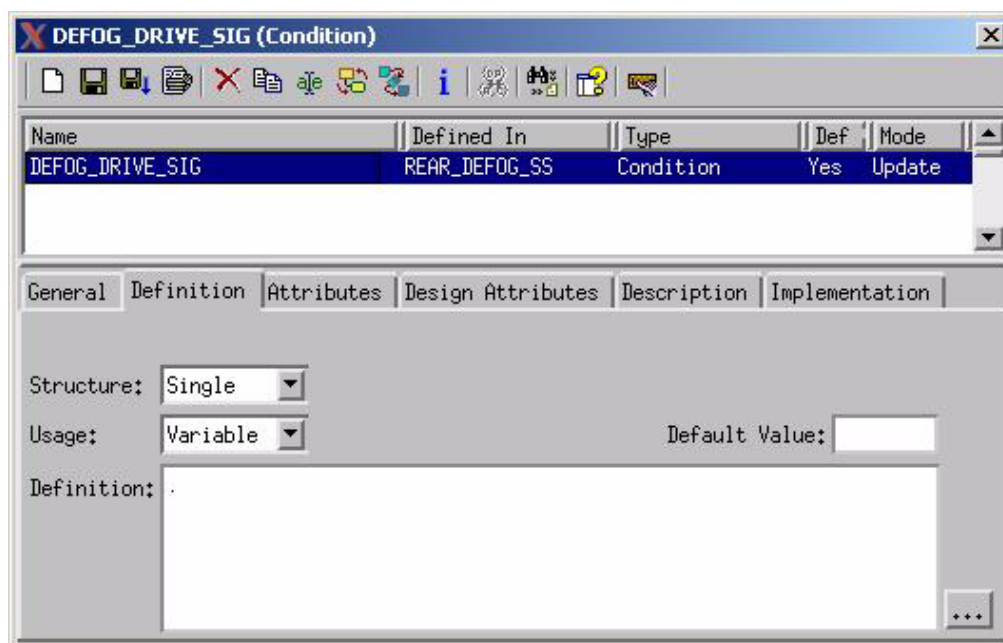 DEFOG_DRIVE_SIG (Condition)
Name Defined In Type Def Mode
DEFOG_DRIVE_SIG REAR_DEFOG_SS Condition Yes Update
General Definition Attributes Design Attributes Description Implementation
Structure: Single
Usage: Variable Default Value:
Definition: .
...